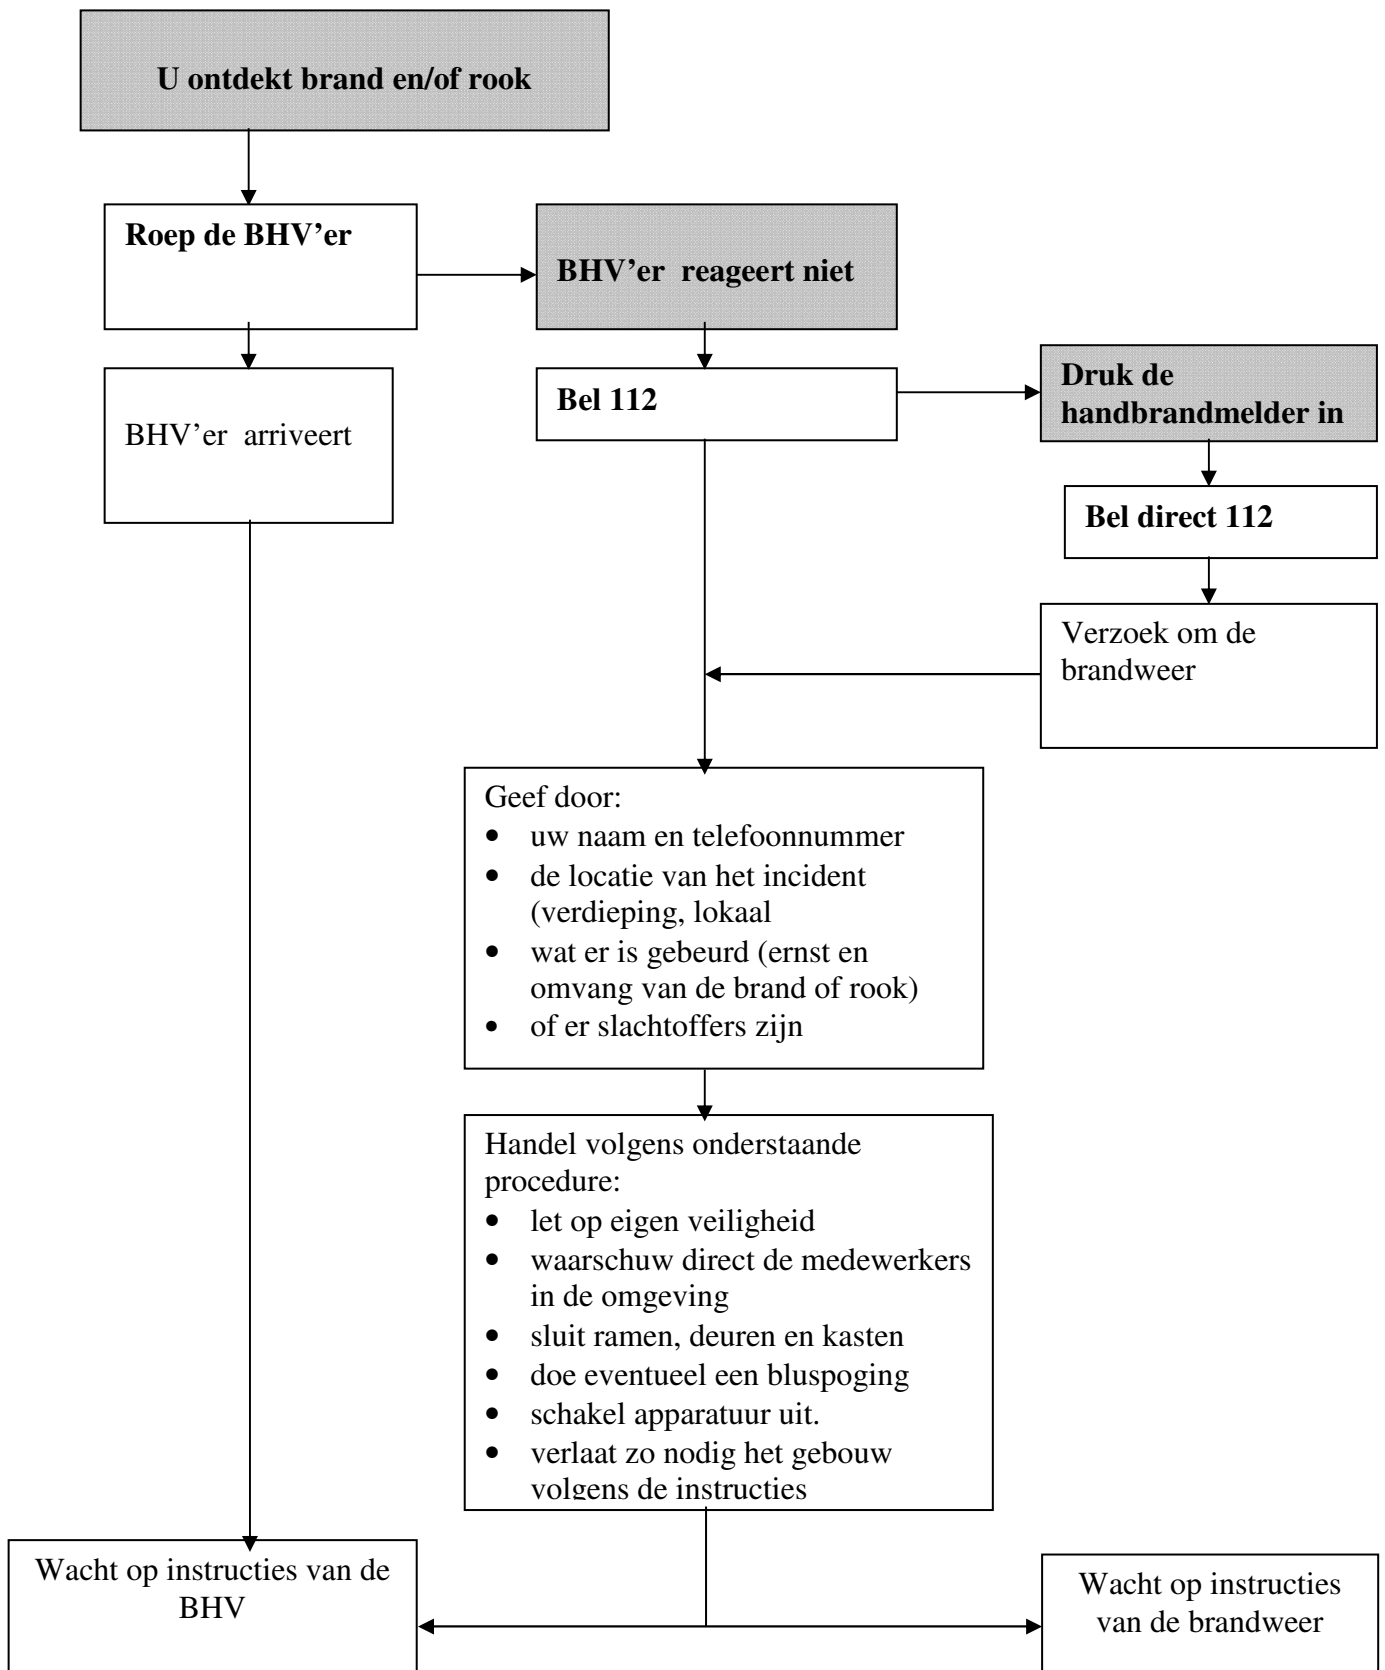 U ontdekt brand en/of rook
Roep de BHV’er
BHV’er reageert niet
BHV’er arriveert
Bel 112
Druk de
handbrandmelder in
Bel direct 112
Verzoek om de
brandweer
Geef door:
• uw naam en telefoonnummer
• de locatie van het incident
(verdieping, lokaal
• wat er is gebeurd (ernst en
omvang van de brand of rook)
• of er slachtoffers zijn
Handel volgens onderstaande
procedure:
• let op eigen veiligheid
• waarschuw direct de medewerkers
in de omgeving
• sluit ramen, deuren en kasten
• doe eventueel een bluspoging
• schakel apparatuur uit.
• verlaat zo nodig het gebouw
volgens de instructies
Wacht op instructies van de
BHV
Wacht op instructies
van de brandweer